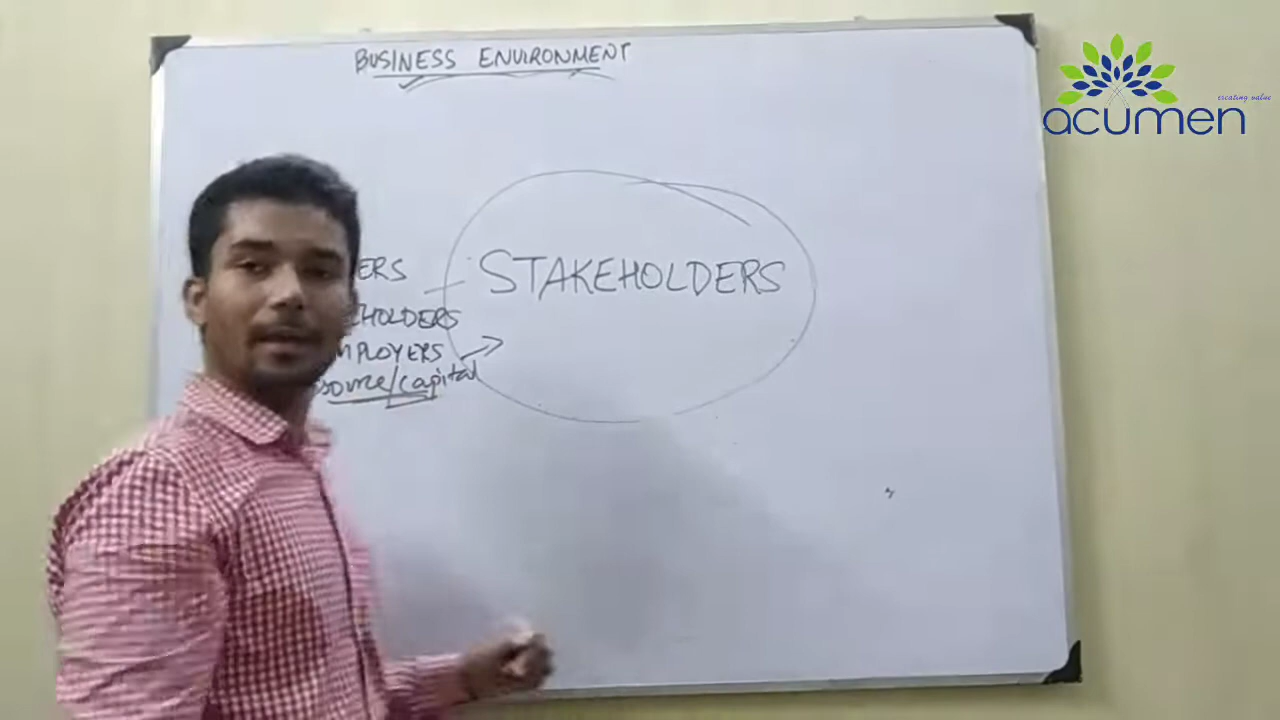 BUSINESS ENVIRONMENT
creating value
acumen
STAKEHOLDERS
ERS
HOLDERS
MPLOYERS
source/capital